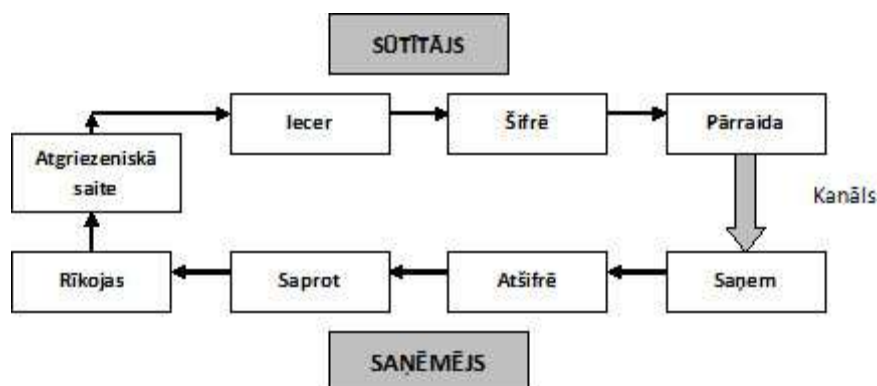 SŪTĪTĀJS
Iecer
Šifrē
Pārraida
Atgriezeniskā
saite
Kanāls
Rīkojas
Saprot
Atšifrē
Saņem
SAŅĒMĒJS